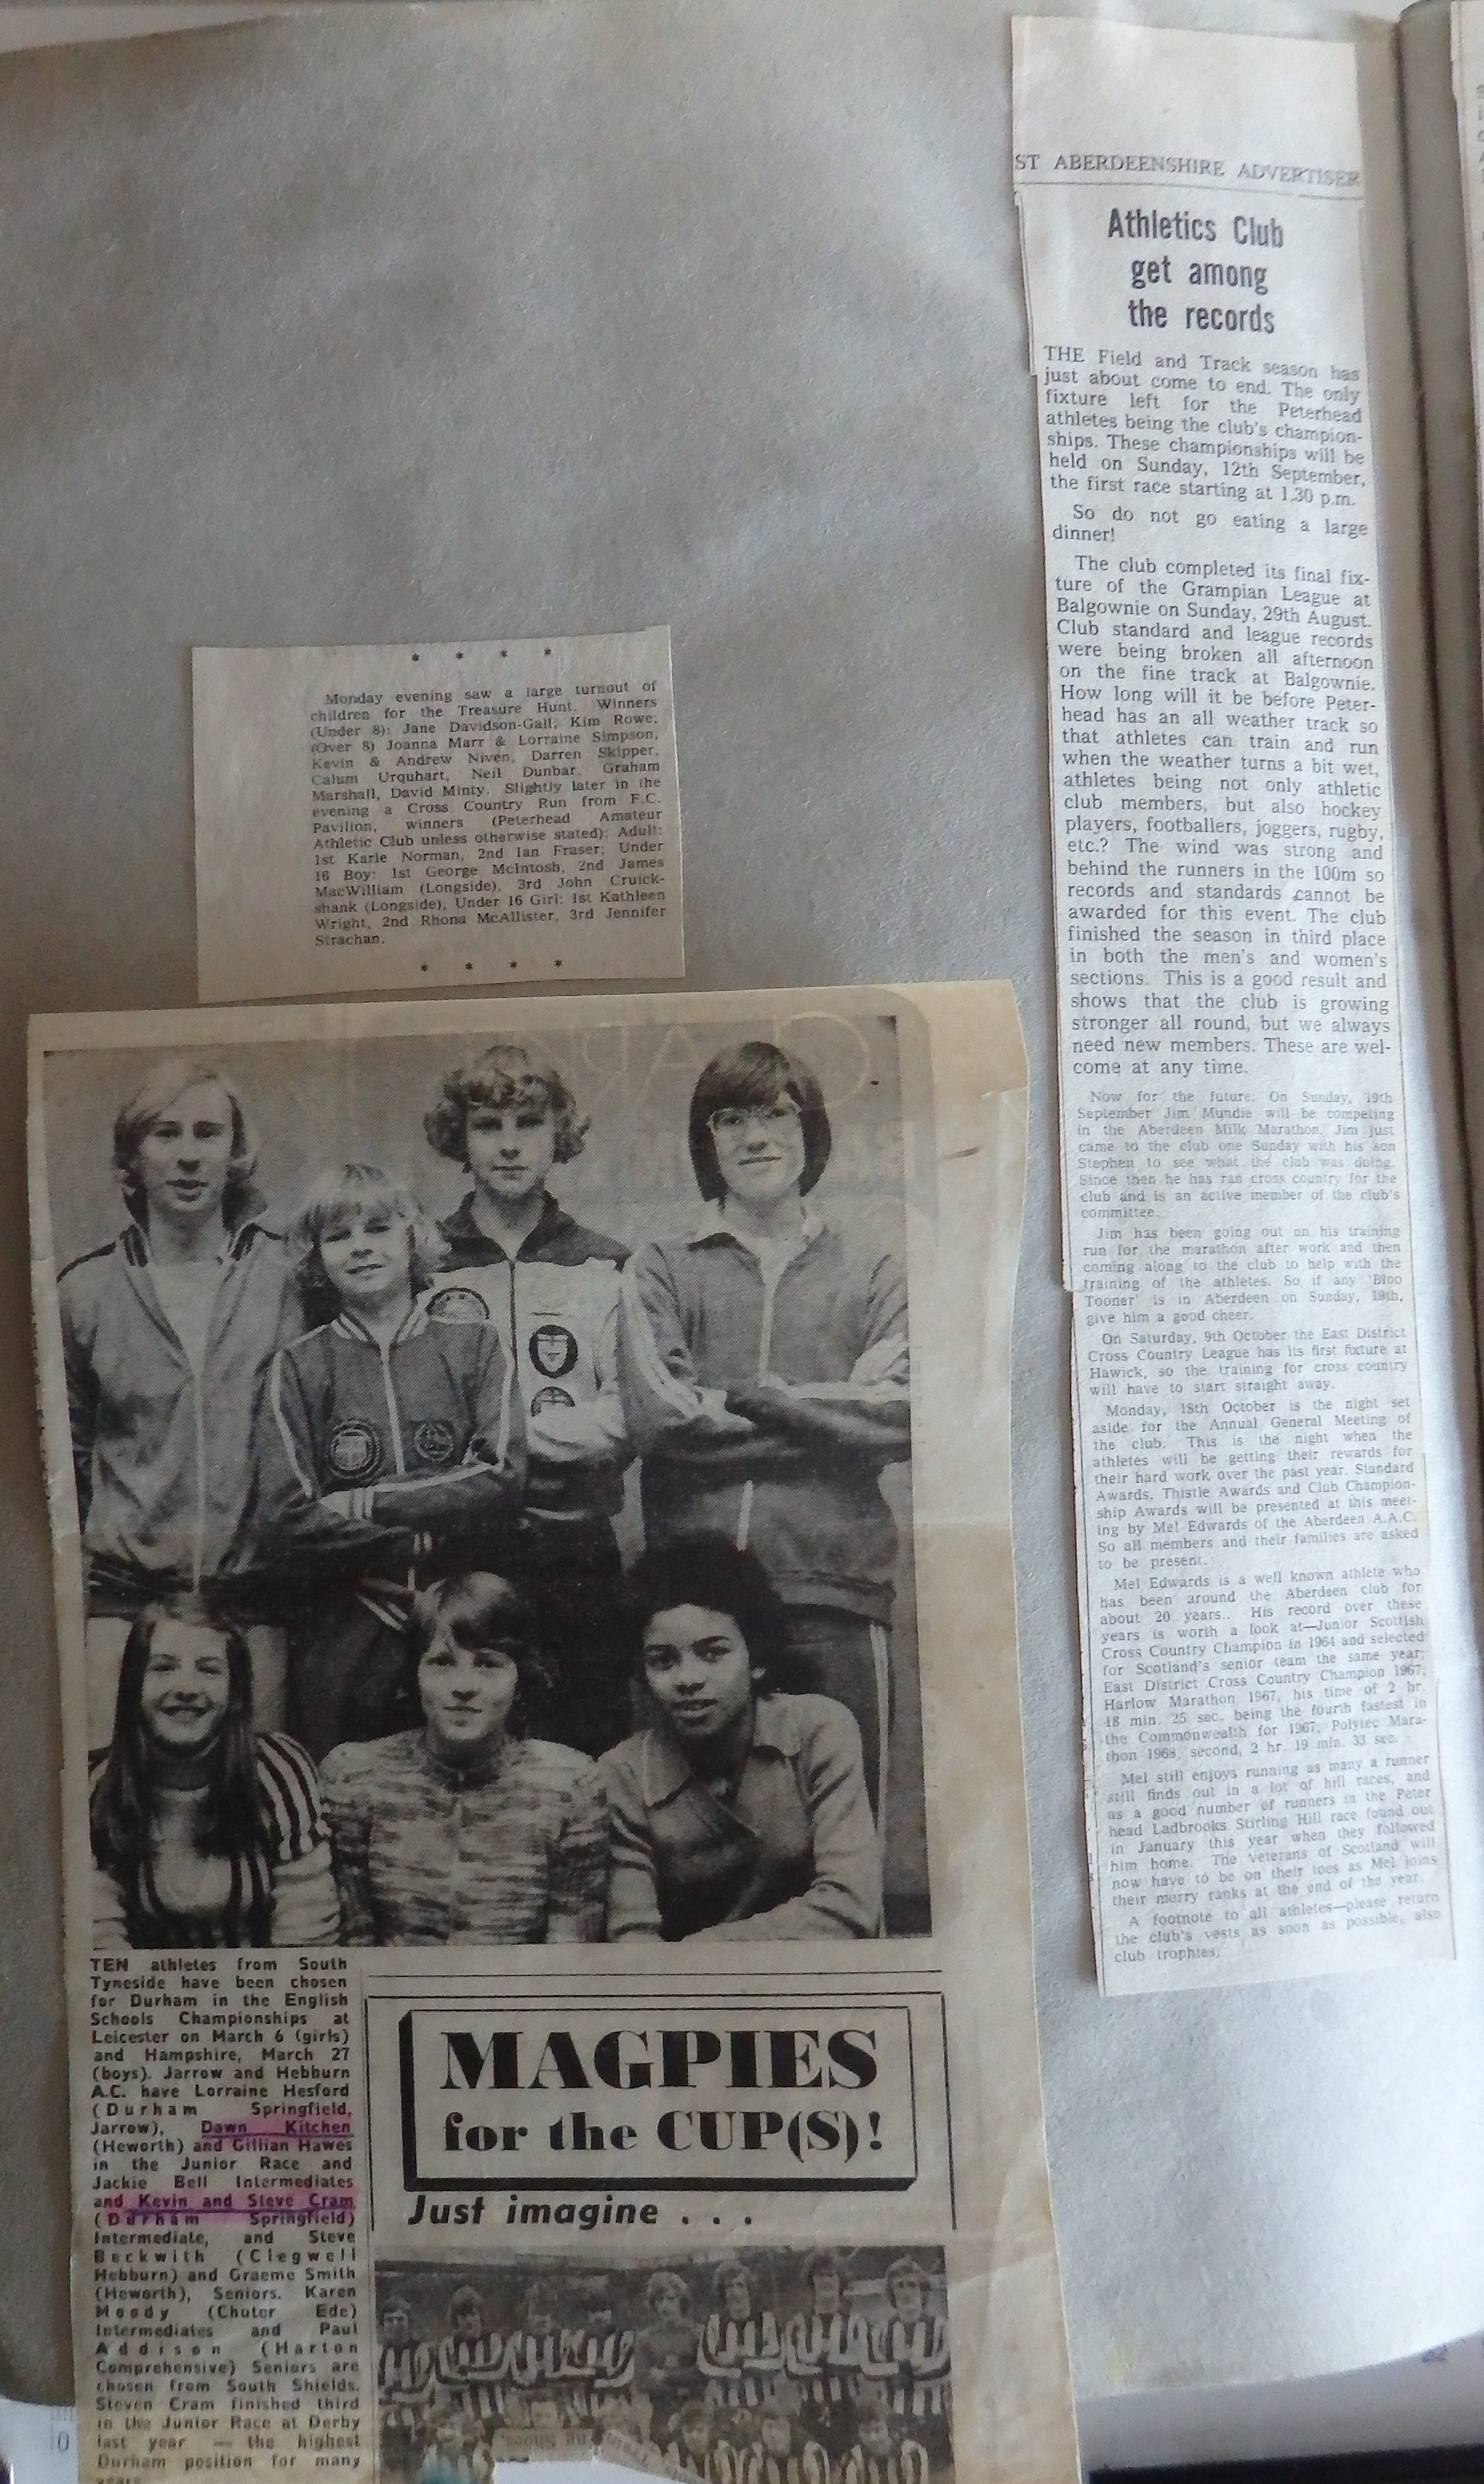 * * * *
Monday evening saw a large turnout of
children for the Treasure Hunt. Winners
(Under 8): Jane Davidson-Gall, Kim Rowe;
(Over 8) Joanna Marr & Lorraine Simpson,
Kevin & Andrew Niven, Darren Skipper,
Calum Urquhart, Neil Dunbar, Graham
Marshall, David Minty. Slightly later in the
evening a Cross Country Run from F.C.
Pavilion, winners (Peterhead Amateur
Athletic Club unless otherwise stated): Adult:
1st Karle Norman, 2nd Ian Fraser; Under
16 Boy: 1st George McIntosh, 2nd James
MacWilliam (Longside), 3rd John Cruick-
shank (Longside); Under 16 Girl: 1st Kathleen
Wright, 2nd Rhona McAllister, 3rd Jennifer
Strachan.
* * * *
TEN athletes from South
Tyneside have been chosen
for Durham in the English
Schools Championships at
Leicester on March 6 (girls)
and Hampshire, March 27
(boys). Jarrow and Hebburn
A.C. have Lorraine Hesford
(Durham Springfield,
Jarrow), Dawn Kitchen
(Heworth) and Gillian Hawes
in the Junior Race and
Jackie Bell Intermediates
and Kevin and Steve Cram
(Durham Springfield)
Intermediate, and Steve
Beckwith (Clegwell
Hebburn) and Graeme Smith
(Heworth), Seniors. Karen
Moody (Chuter Ede)
Intermediates and Paul
Addison (Harton
Comprehensive) Seniors are
chosen from South Shields.
Steven Cram finished third
in the Junior Race at Derby
last year — the highest
Durham position for many
years.
MAGPIES
for the CUP(S)!
Just imagine . . .
ST ABERDEENSHIRE ADVERTISER
Athletics Club
get among
the records
THE Field and Track season has
just about come to end. The only
fixture left for the Peterhead
athletes being the club's champion-
ships. These championships will be
held on Sunday, 12th September,
the first race starting at 1.30 p.m.
So do not go eating a large
dinner!
The club completed its final fix-
ture of the Grampian League at
Balgownie on Sunday, 29th August.
Club standard and league records
were being broken all afternoon
on the fine track at Balgownie.
How long will it be before Peter-
head has an all weather track so
that athletes can train and run
when the weather turns a bit wet,
athletes being not only athletic
club members, but also hockey
players, footballers, joggers, rugby,
etc.? The wind was strong and
behind the runners in the 100m so
records and standards cannot be
awarded for this event. The club
finished the season in third place
in both the men's and women's
sections. This is a good result and
shows that the club is growing
stronger all round, but we always
need new members. These are wel-
come at any time.
Now for the future: On Sunday, 19th
September Jim Mundie will be competing
in the Aberdeen Milk Marathon. Jim just
came to the club one Sunday with his son
Stephen to see what the club was doing.
Since then he has ran cross country for the
club and is an active member of the club's
committee.
Jim has been going out on his training
run for the marathon after work and then
coming along to the club to help with the
training of the athletes. So if any 'Bloo
Tooner' is in Aberdeen on Sunday, 19th,
give him a good cheer.
On Saturday, 9th October the East District
Cross Country League has its first fixture at
Hawick, so the training for cross country
will have to start straight away.
Monday, 18th October is the night set
aside for the Annual General Meeting of
the club. This is the night when the
athletes will be getting their rewards for
their hard work over the past year. Standard
Awards, Thistle Awards and Club Champion-
ship Awards will be presented at this meet-
ing by Mel Edwards of the Aberdeen A.A.C.
So all members and their families are asked
to be present.
Mel Edwards is a well known athlete who
has been around the Aberdeen club for
about 20 years.. His record over these
years is worth a look at—Junior Scottish
Cross Country Champion in 1964 and selected
for Scotland's senior team the same year;
East District Cross Country Champion 1967;
Harlow Marathon 1967, his time of 2 hr.
18 min. 25 sec. being the fourth fastest in
the Commonwealth for 1967; Polytec Mara-
thon 1968, second, 2 hr. 19 min. 33 sec.
Mel still enjoys running as many a runner
still finds out in a lot of hill races, and
as a good number of runners in the Peter
head Ladbrooks Stirling Hill race found out
in January this year when they followed
him home. The veterans of Scotland will
now have to be on their toes as Mel joins
their merry ranks at the end of the year.
A footnote to all athletes—please return
the club's vests as soon as possible, also
club trophies.